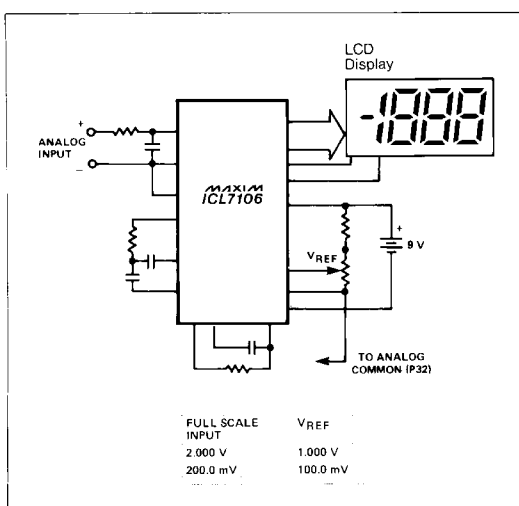 LCD
Display
-1888
+
ANALOG
INPUT
–
MAXIM
ICL7106
+
9 V
VREF
TO ANALOG
COMMON (P32)
FULL SCALE
INPUT
VREF
2.000 V
1.000 V
200.0 mV
100.0 mV